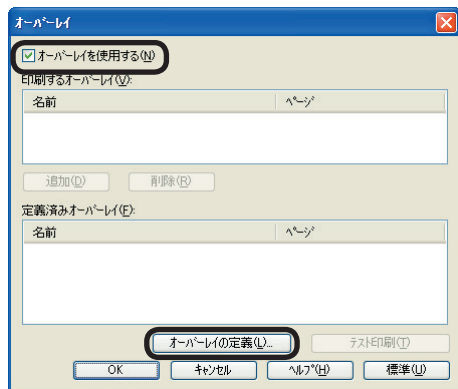 オーバーレイ
オーバーレイを使用する(N)
印刷するオーバーレイ(V):
名前 ページ
追加(D) 削除(R)
定義済みオーバーレイ(F):
名前 ページ
オーバーレイの定義(L)... テスト印刷(T)
OK キャンセル ヘルプ(H) 標準(U)